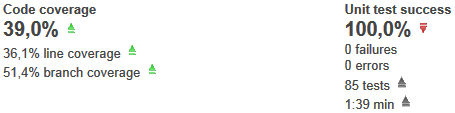 Code coverage
39,0%
36,1% line coverage
51,4% branch coverage
Unit test success
100,0%
0 failures
0 errors
85 tests
1:39 min